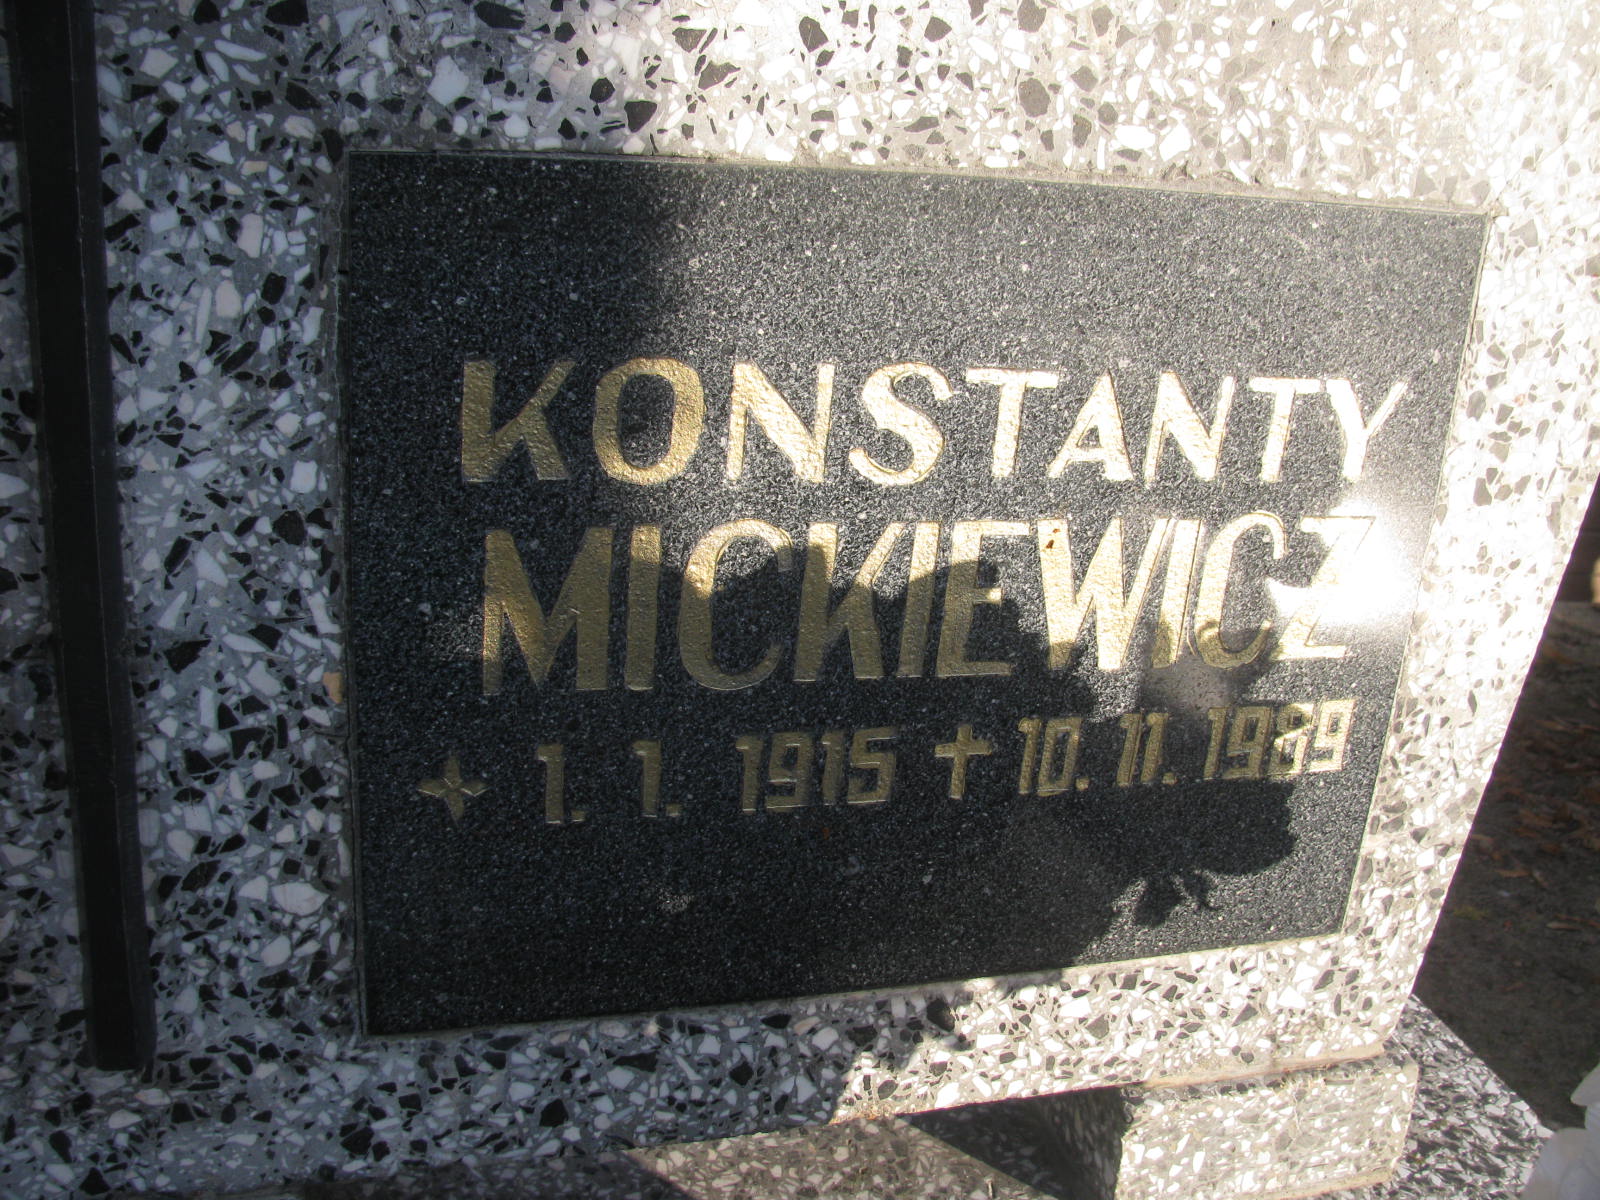 KONSTANTY
MICKIEWICZ
✦ 1. 1. 1915 ✝ 10. 11. 1989